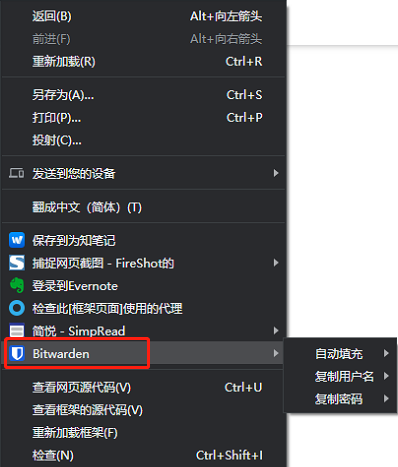 返回(B) Alt+向左箭头
前进(F) Alt+向右箭头
重新加载(R) Ctrl+R
另存为(A)... Ctrl+S
打印(P)... Ctrl+P
投射(C)...
发送到您的设备
翻成中文（简体）(T)
保存到为知笔记
捕捉网页截图 - FireShot的
登录到Evernote
检查此[框架页面]使用的代理
简悦 - SimpRead
Bitwarden
自动填充
复制用户名
复制密码
查看网页源代码(V) Ctrl+U
查看框架的源代码(V)
重新加载框架(F)
检查(N) Ctrl+Shift+I